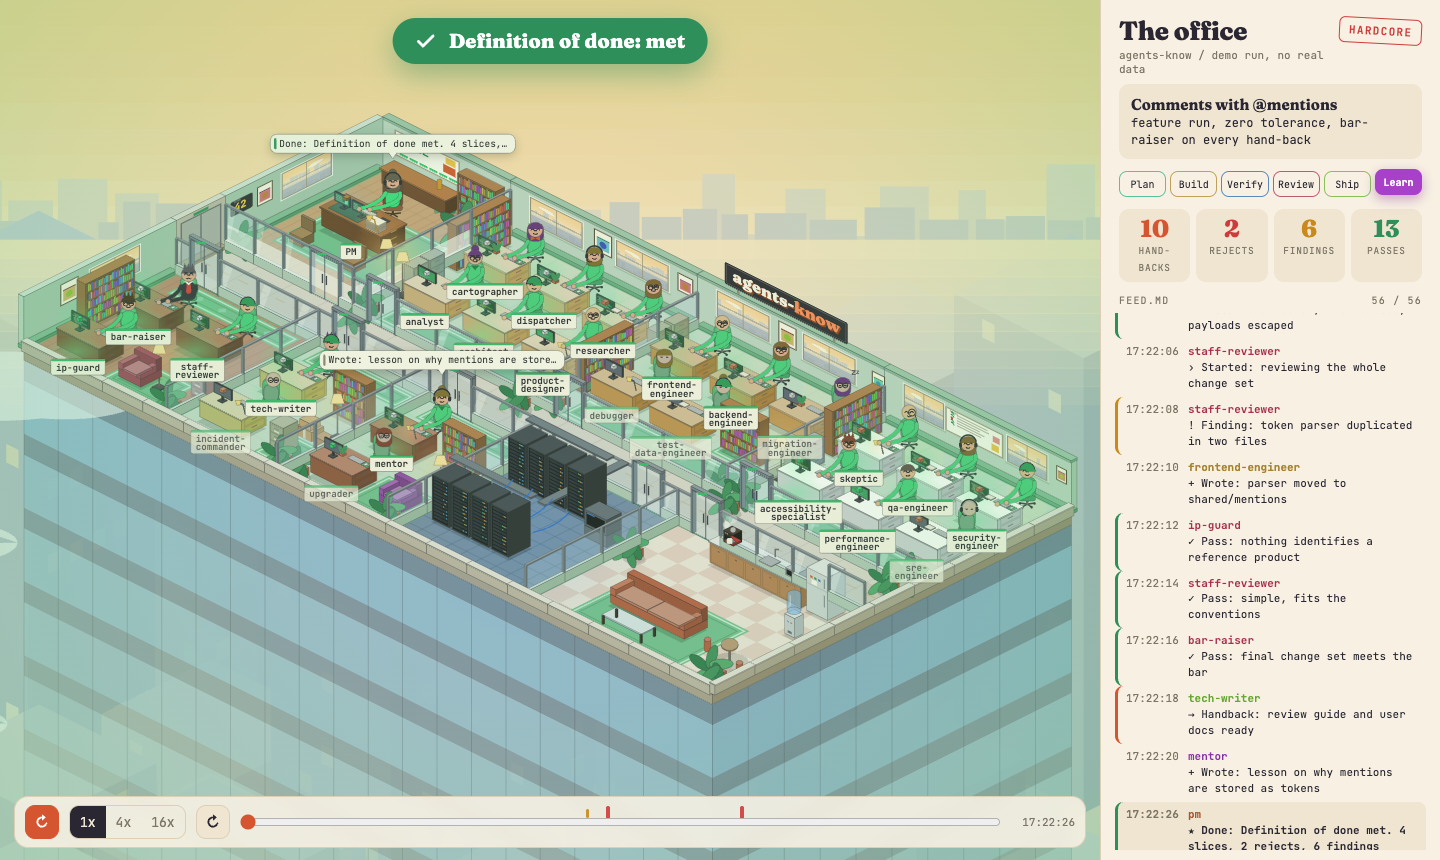 Definition of done: met
Done: Definition of done met. 4 slices,…
42
PM
agents-know
cartographer
analyst
dispatcher
bar-raiser
ip-guard
staff-
reviewer
researcher
Wrote: lesson on why mentions are store…
product-
designer
frontend-
engineer
tech-writer
debugger
backend-
engineer
incident-
commander
test-
data-engineer
migration-
engineer
mentor
upgrader
skeptic
accessibility-
specialist
qa-engineer
performance-
engineer
security-
engineer
sre-
engineer
1x
4x
16x
17:22:26
The office
HARDCORE
agents-know / demo run, no real
data
Comments with @mentions
feature run, zero tolerance, bar-
raiser on every hand-back
Plan
Build
Verify
Review
Ship
Learn
10
HAND-
BACKS
2
REJECTS
6
FINDINGS
13
PASSES
FEED.MD
56 / 56
payloads escaped
17:22:06 staff-reviewer
› Started: reviewing the whole
change set
17:22:08 staff-reviewer
! Finding: token parser duplicated
in two files
17:22:10 frontend-engineer
+ Wrote: parser moved to
shared/mentions
17:22:12 ip-guard
✓ Pass: nothing identifies a
reference product
17:22:14 staff-reviewer
✓ Pass: simple, fits the
conventions
17:22:16 bar-raiser
✓ Pass: final change set meets the
bar
17:22:18 tech-writer
→ Handback: review guide and user
docs ready
17:22:20 mentor
+ Wrote: lesson on why mentions
are stored as tokens
17:22:26 pm
★ Done: Definition of done met. 4
slices, 2 rejects, 6 findings